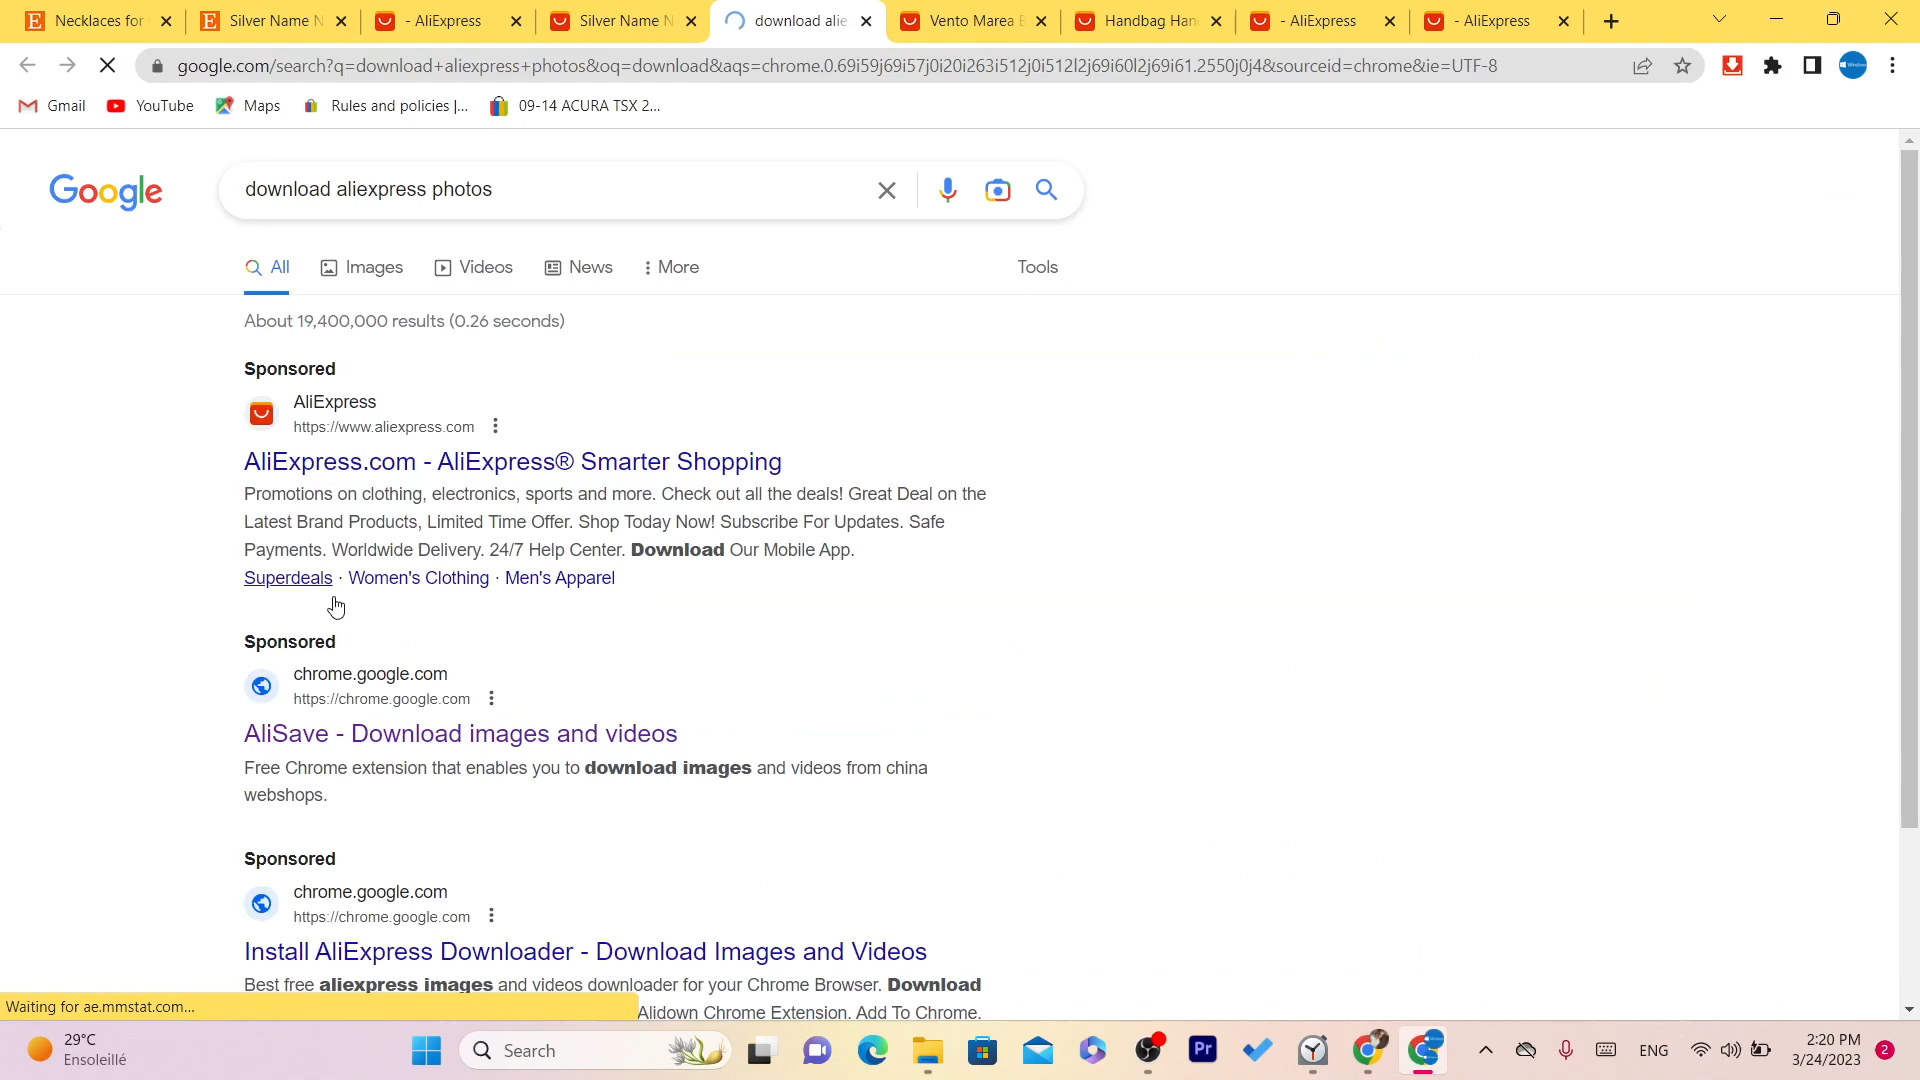 Necklaces for
Silver Name N
- AliExpress
Silver Name N
download alie
Vento Marea B
Handbag Han
- AliExpress
- AliExpress
google.com/search?q=download+aliexpress+photos&oq=download&aqs=chrome.0.69i59j69i57j0i20i263i512j0i512l2j69i60l2j69i61.2550j0j4&sourceid=chrome&ie=UTF-8
Gmail
YouTube
Maps
Rules and policies |...
09-14 ACURA TSX 2...
Google
download aliexpress photos
All
Images
Videos
News
More
Tools
About 19,400,000 results (0.26 seconds)
Sponsored
AliExpress
https://www.aliexpress.com
AliExpress.com - AliExpress® Smarter Shopping
Promotions on clothing, electronics, sports and more. Check out all the deals! Great Deal on the
Latest Brand Products, Limited Time Offer. Shop Today Now! Subscribe For Updates. Safe
Payments. Worldwide Delivery. 24/7 Help Center. Download Our Mobile App.
Superdeals · Women's Clothing · Men's Apparel
Sponsored
chrome.google.com
https://chrome.google.com
AliSave - Download images and videos
Free Chrome extension that enables you to download images and videos from china
webshops.
Sponsored
chrome.google.com
https://chrome.google.com
Install AliExpress Downloader - Download Images and Videos
Best free aliexpress images and videos downloader for your Chrome Browser. Download
Alidown Chrome Extension. Add To Chrome.
Waiting for ae.mmstat.com...
29°C
Ensoleillé
Search
Pr
ENG
2:20 PM
3/24/2023
2